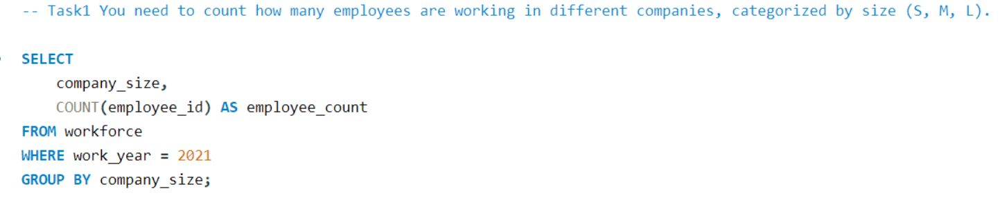 -- Task1 You need to count how many employees are working in different companies, categorized by size (S, M, L).
SELECT
company_size,
COUNT(employee_id) AS employee_count
FROM workforce
WHERE work_year = 2021
GROUP BY company_size;